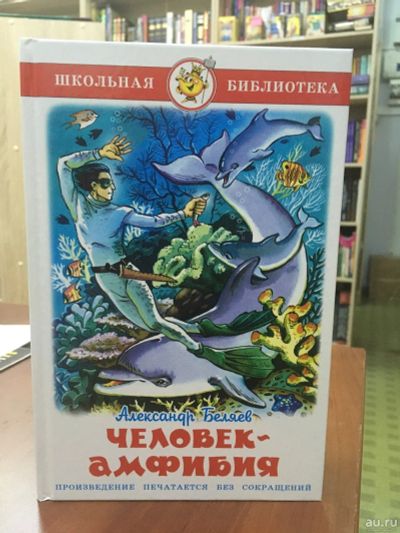 ШКОЛЬНАЯ БИБЛИОТЕКА
Александр Беляев
ЧЕЛОВЕК-
АМФИБИЯ
ПРОИЗВЕДЕНИЕ ПЕЧАТАЕТСЯ БЕЗ СОКРАЩЕНИЙ
au.ru